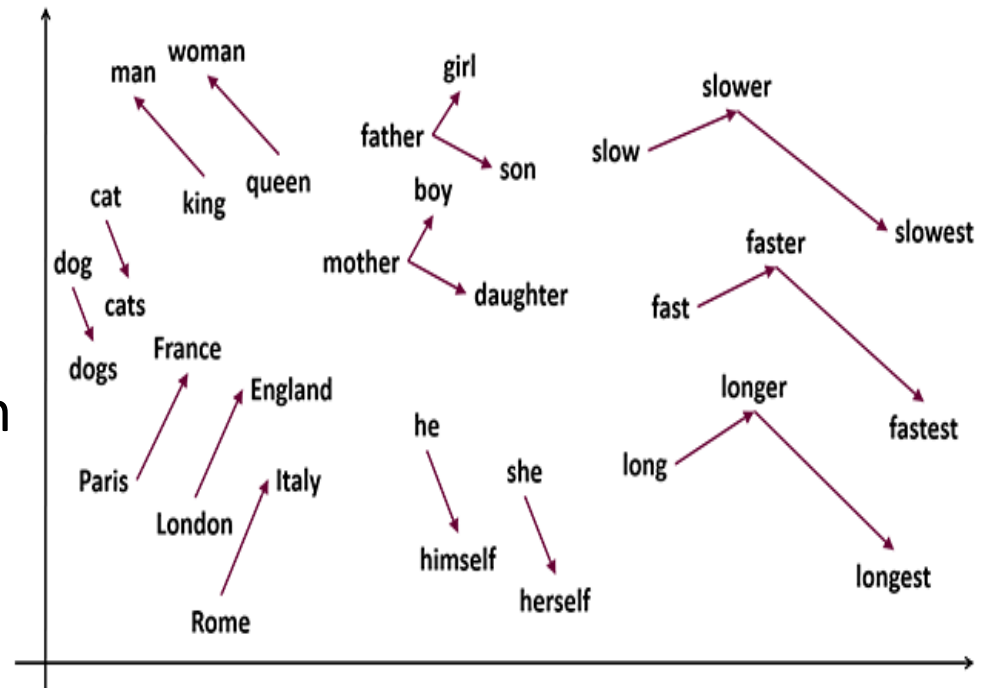 woman
man
girl
slower
father
slow
son
queen
boy
cat
king
slowest
faster
dog
mother
daughter
cats
fast
France
dogs
longer
England
n
he
fastest
long
she
Paris
Italy
London
himself
longest
herself
Rome